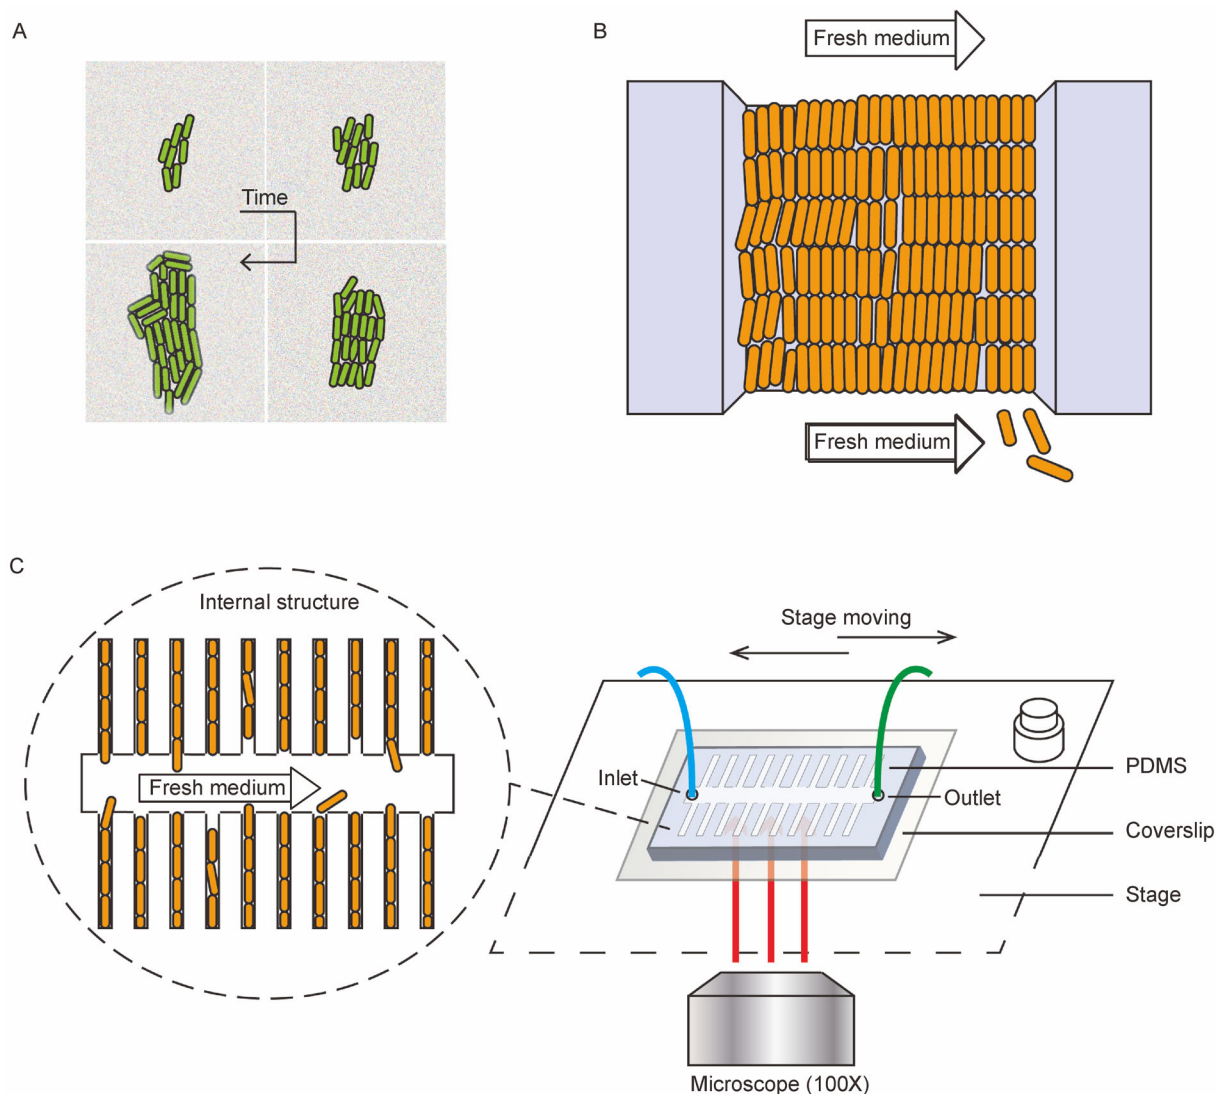 A
Time
B
Fresh medium
Fresh medium
C
Internal structure
Fresh medium
Stage moving
Inlet
Outlet
PDMS
Coverslip
Stage
Microscope (100X)